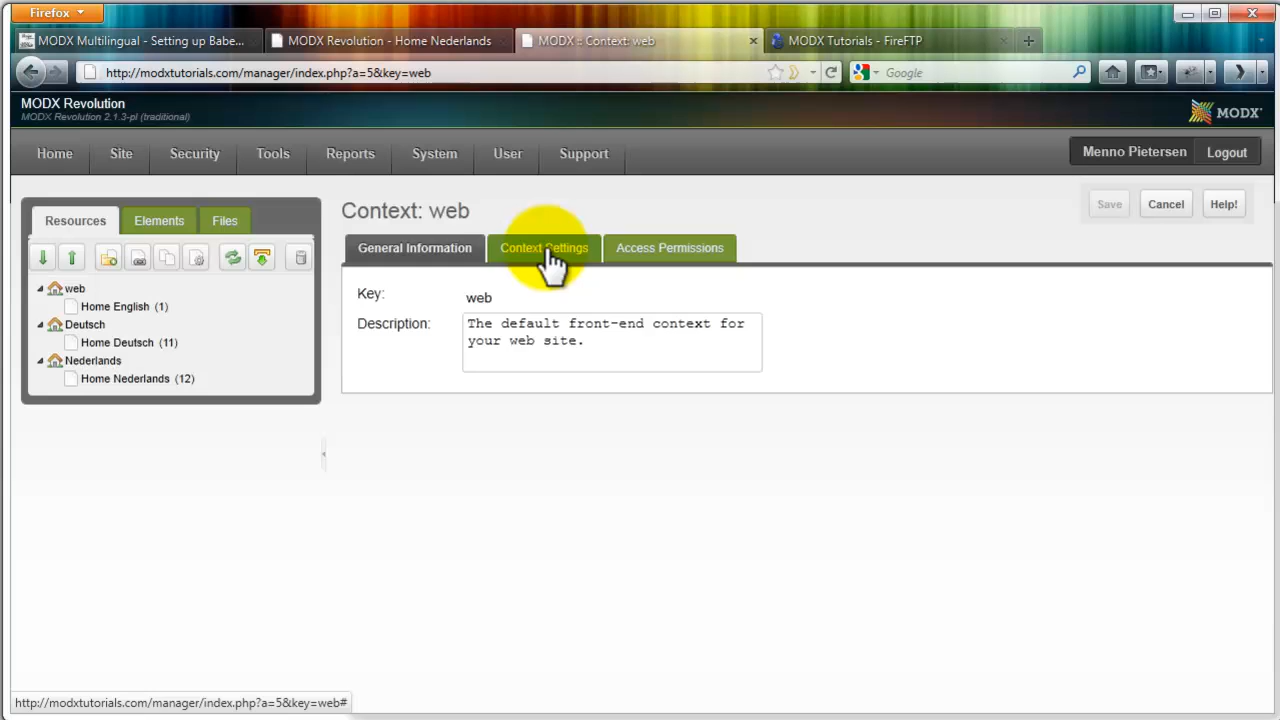 Firefox
MODX Multilingual - Setting up Babe...
MODX Revolution - Home Nederlands
MODX :: Context: web
MODX Tutorials - FireFTP
http://modxtutorials.com/manager/index.php?a=5&key=web
Google
MODX Revolution
MODX Revolution 2.1.3-pl (traditional)
MODX
Home
Site
Security
Tools
Reports
System
User
Support
Menno Pietersen
Logout
Resources
Elements
Files
Context: web
Save
Cancel
Help!
General Information
Context Settings
Access Permissions
web
Home English (1)
Deutsch
Home Deutsch (11)
Nederlands
Home Nederlands (12)
Key:
web
Description:
The default front-end context for
your web site.
http://modxtutorials.com/manager/index.php?a=5&key=web#